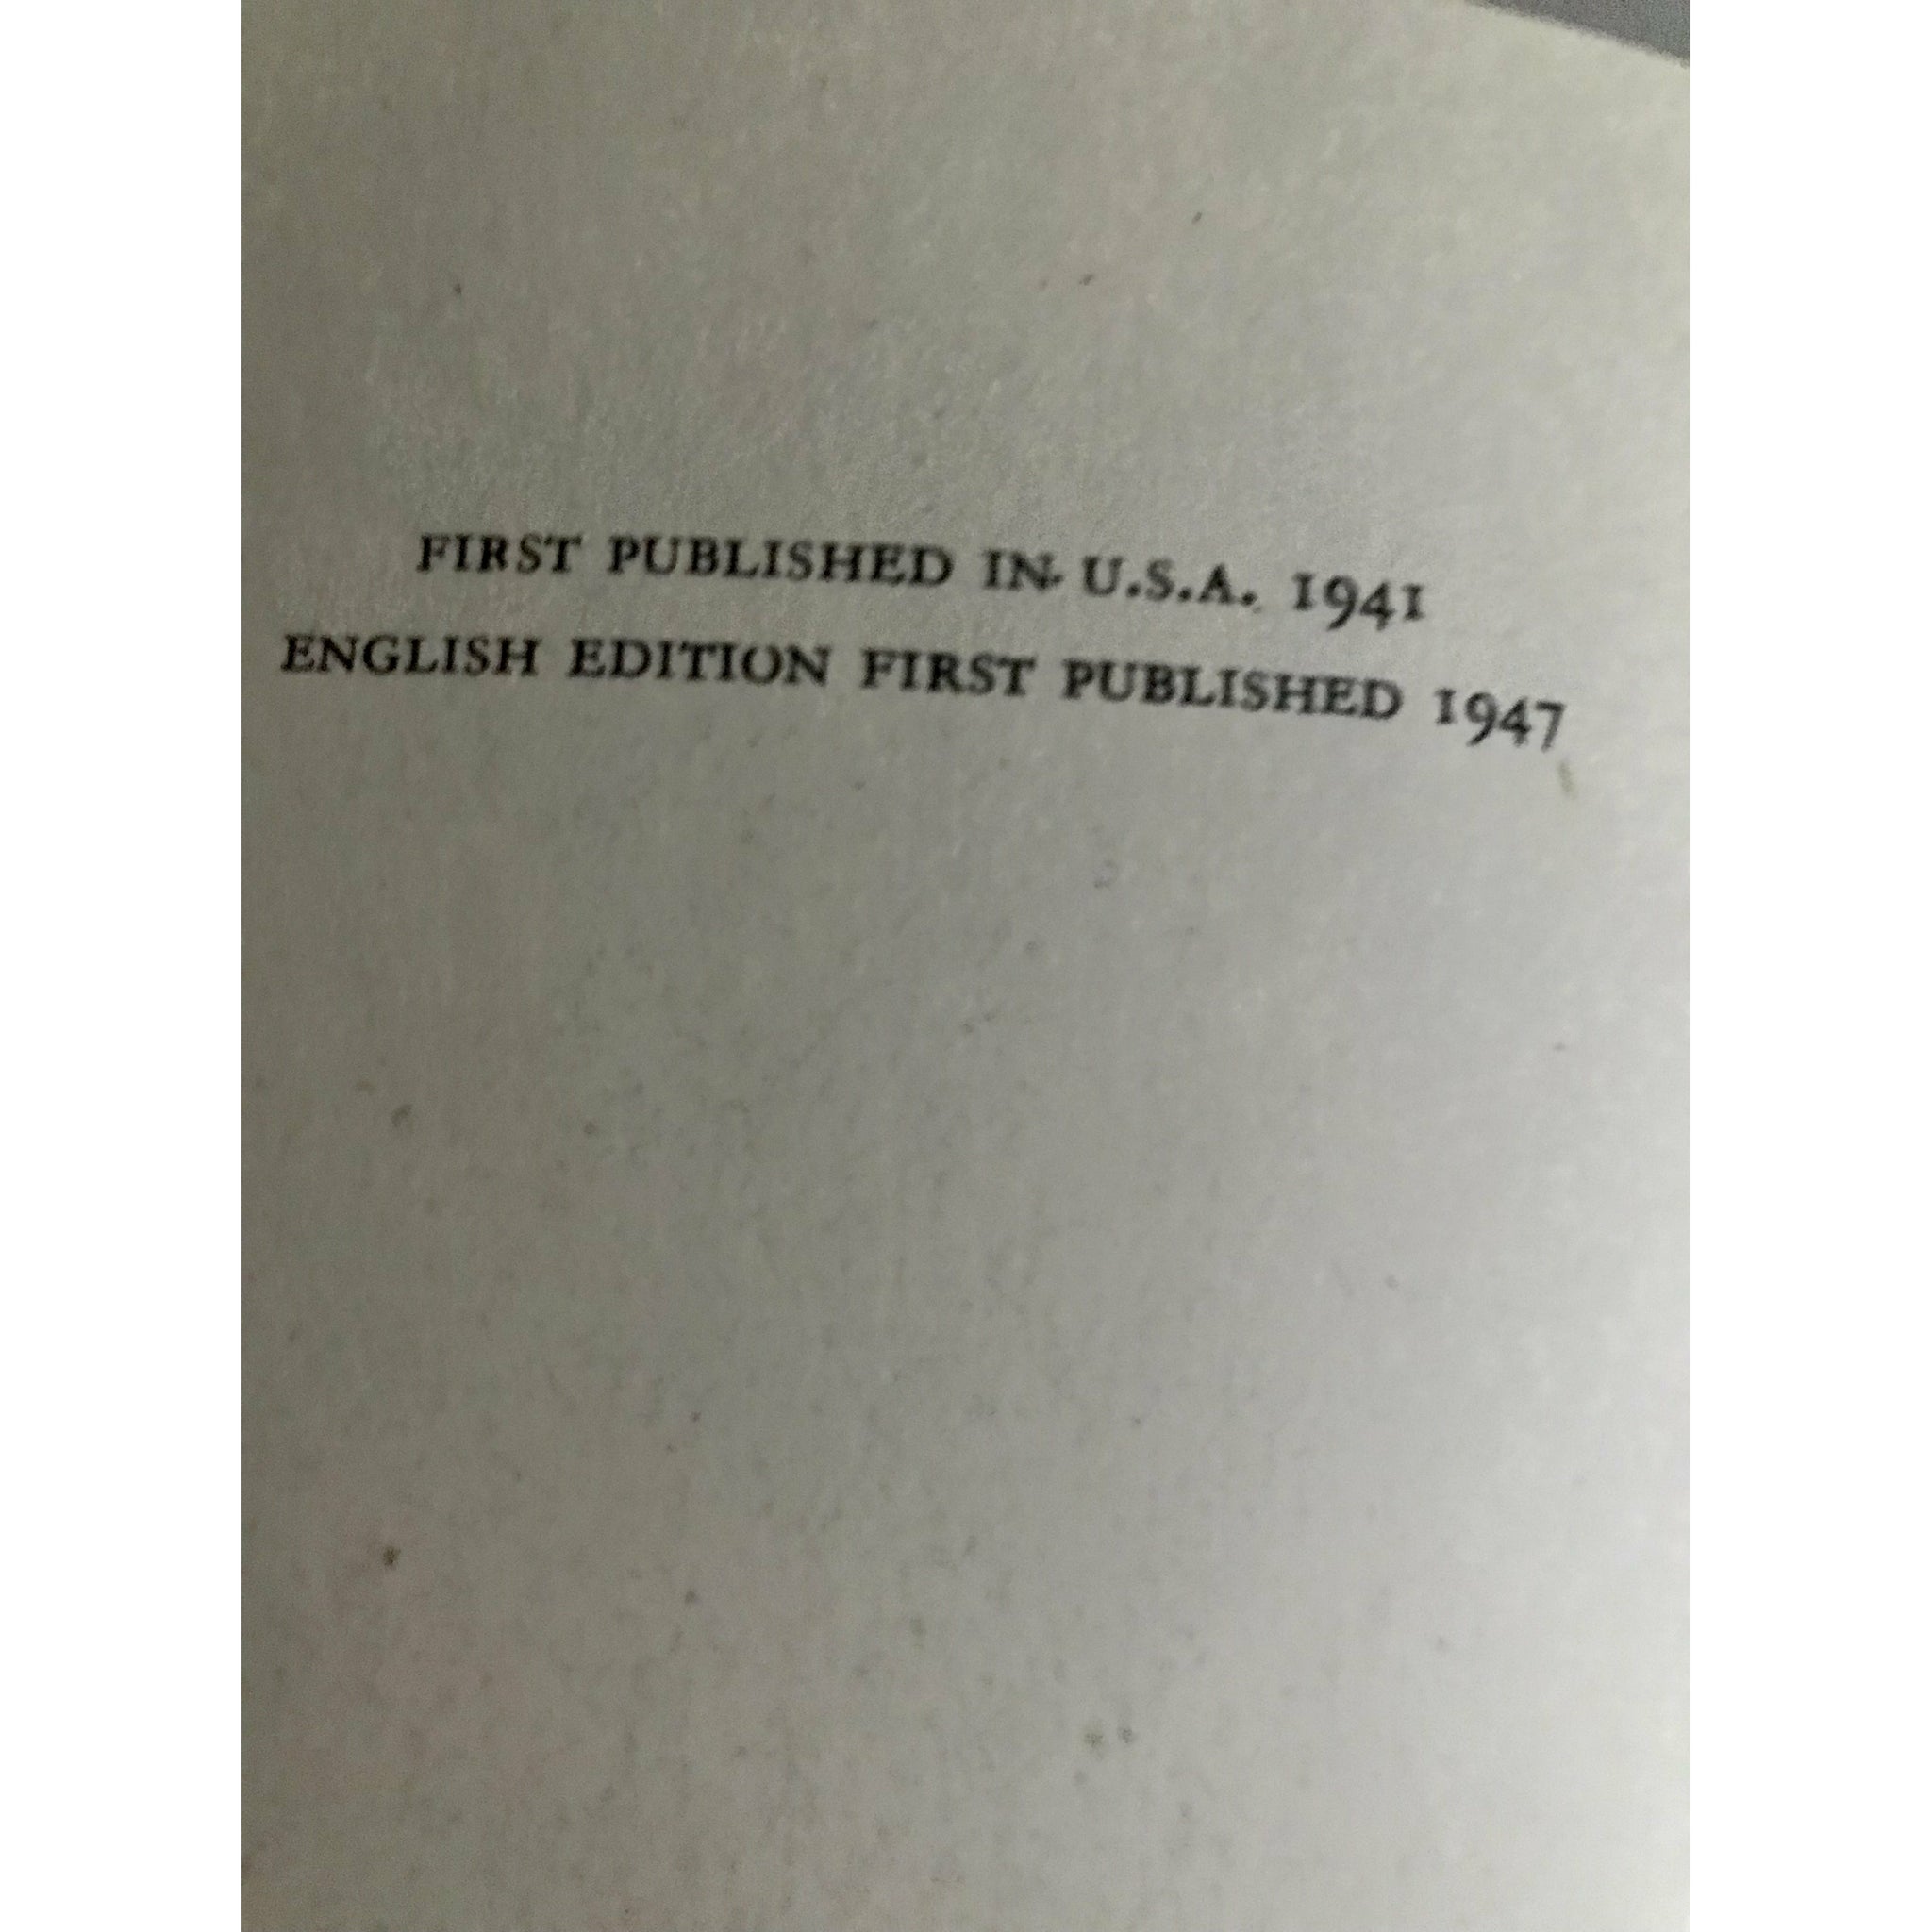 FIRST PUBLISHED IN U.S.A. 1941
ENGLISH EDITION FIRST PUBLISHED 1947